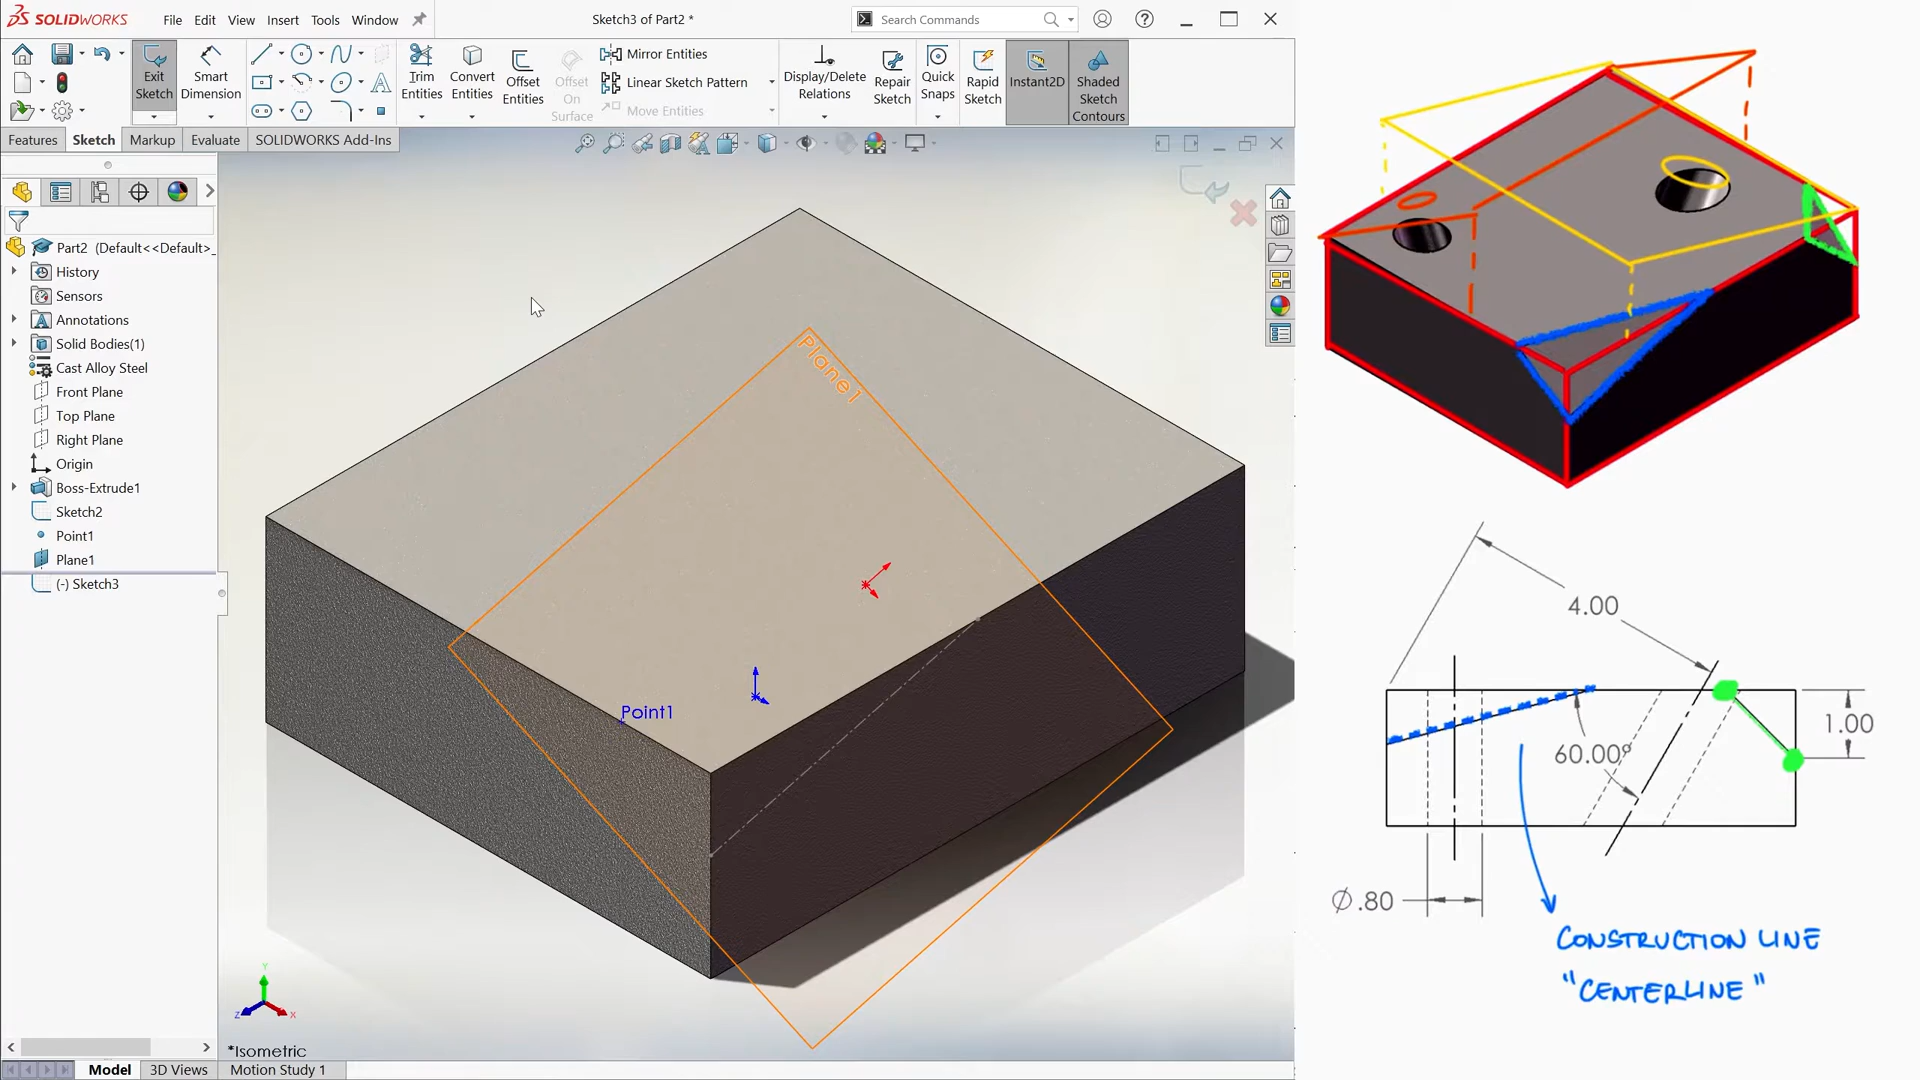 SOLIDWORKS
File Edit View Insert Tools Window
Sketch3 of Part2 *
Search Commands
Exit Sketch
Smart Dimension
Trim Entities
Convert Entities
Offset Entities
Offset On Surface
Mirror Entities
Linear Sketch Pattern
Move Entities
Display/Delete Relations
Repair Sketch
Quick Snaps
Rapid Sketch
Instant2D
Shaded Sketch Contours
Features Sketch Markup Evaluate SOLIDWORKS Add-Ins
Part2 (Default<<Default>_
History
Sensors
Annotations
Solid Bodies(1)
Cast Alloy Steel
Front Plane
Top Plane
Right Plane
Origin
Boss-Extrude1
Sketch2
Point1
Plane1
(-) Sketch3
Plane1
Point1
Y
Z
X
*Isometric
Model 3D Views Motion Study 1
4.00
1.00
60.00°
Ø.80
CONSTRUCTION LINE
"CENTERLINE"